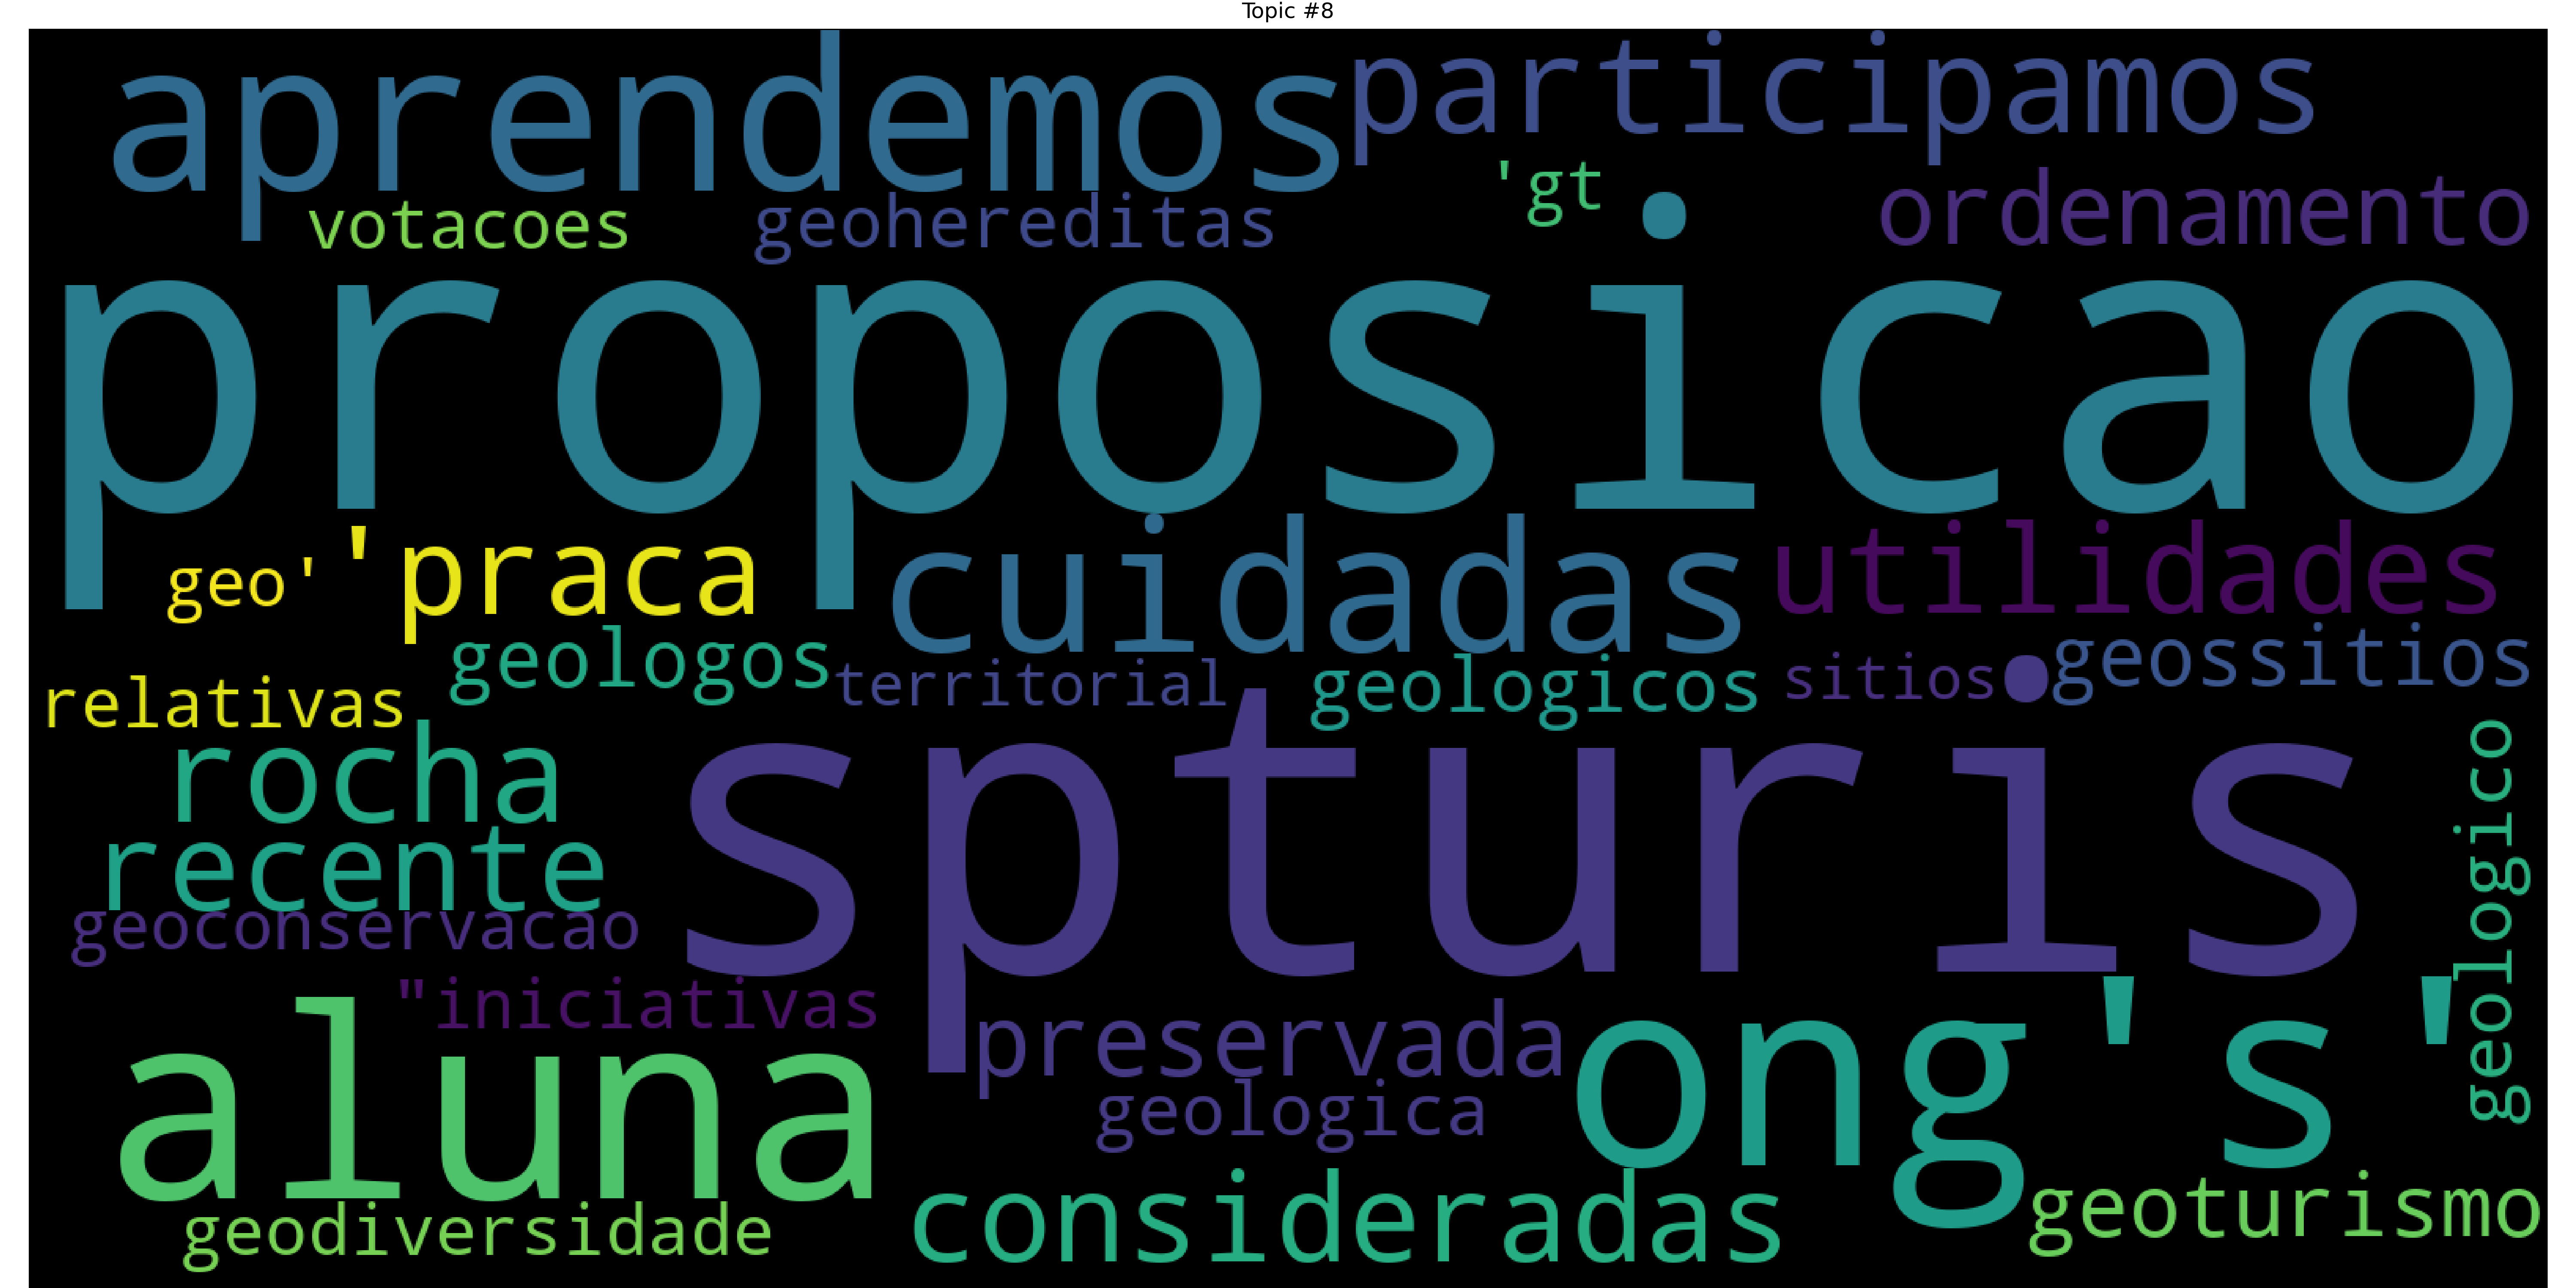 Topic #8
aprendemos
participamos
votacoes
geohereditas
'gt
ordenamento
proposicao
geo'
'praca
cuidadas
utilidades
geologos
territorial
geologicos
sitios
geossitios
relativas
rocha
spturis
geologico
recente
geoconservacao
"iniciativas
aluna
preservada
ong's'
geologica
geodiversidade
consideradas
geoturismo